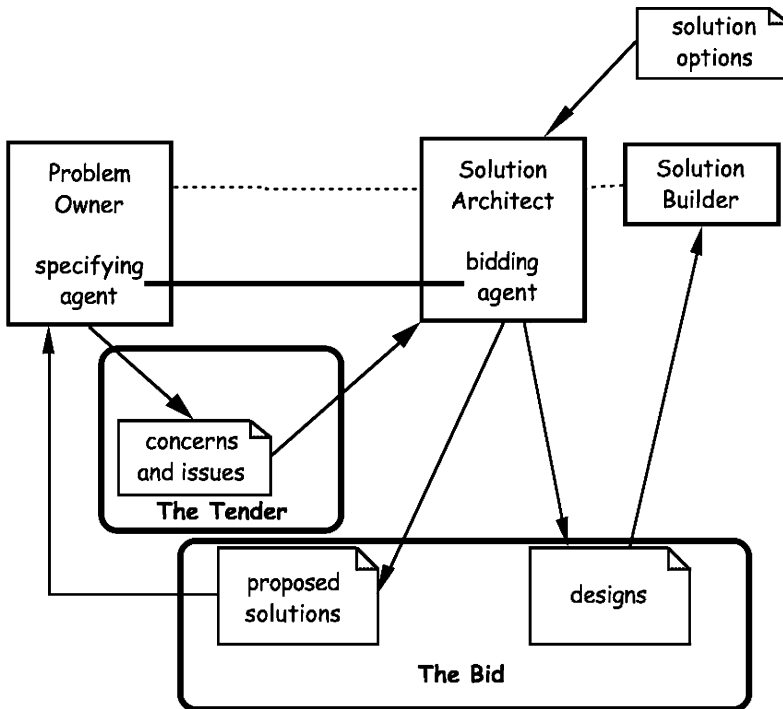 solution
options
Problem
Owner
specifying
agent
Solution
Architect
bidding
agent
Solution
Builder
concerns
and issues
The Tender
proposed
solutions
designs
The Bid